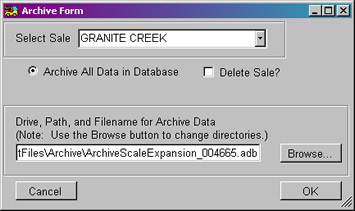 Archive Form
Select Sale GRANITE CREEK
Archive All Data in Database Delete Sale?
Drive, Path, and Filename for Archive Data
(Note: Use the Browse button to change directories.)
tFiles\Archive\ArchiveScaleExpansion_004665.adb Browse...
Cancel OK